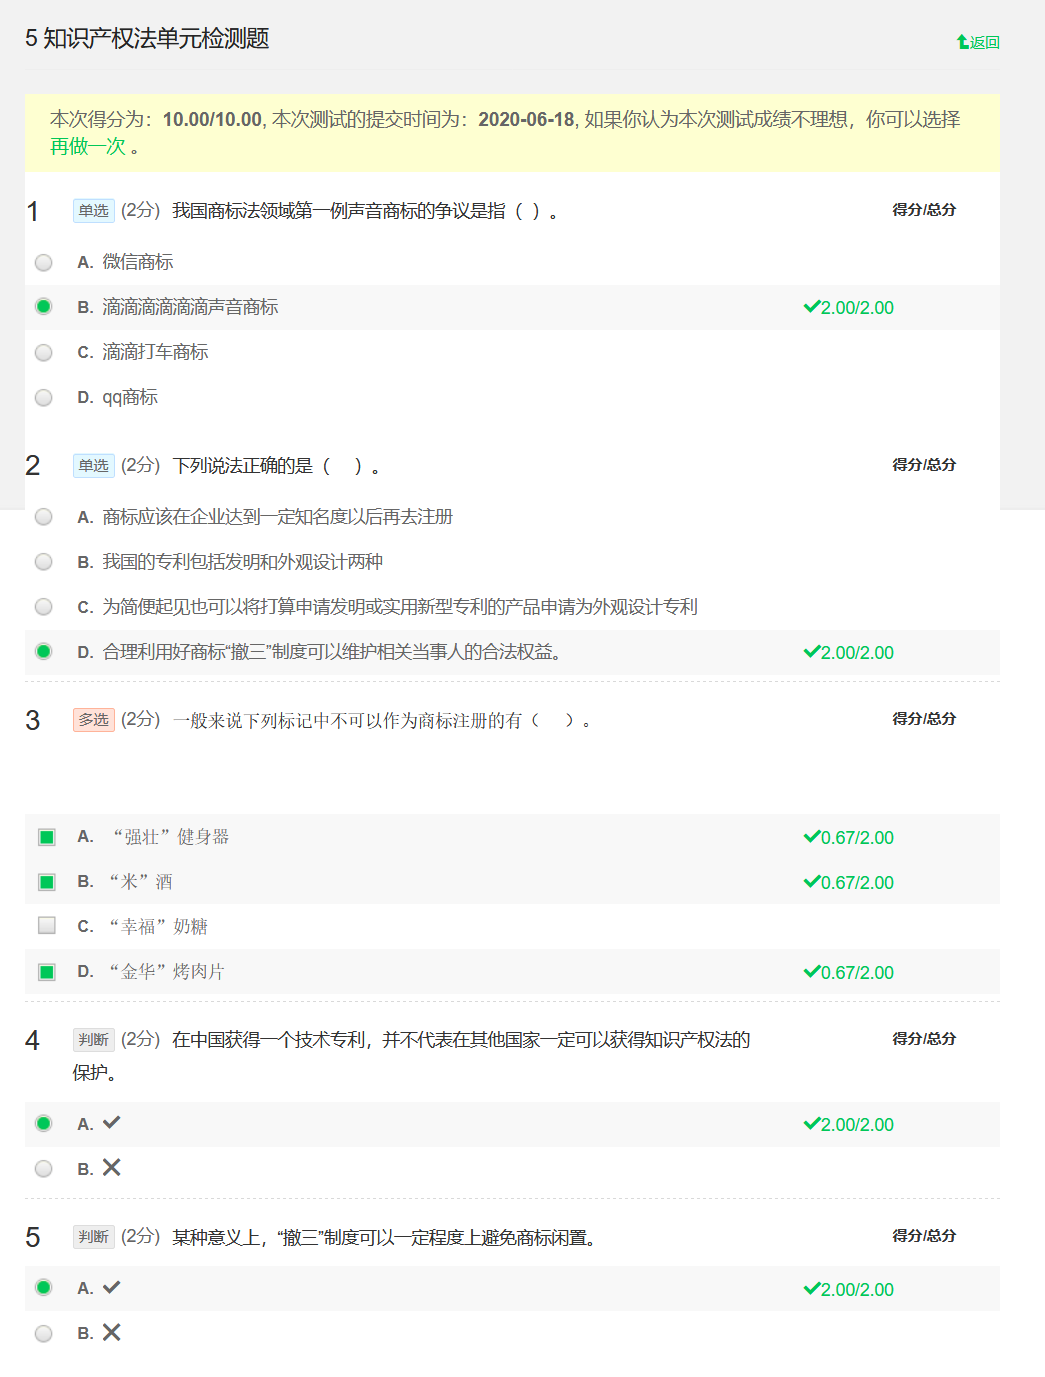 5 知识产权法单元检测题
返回
本次得分为：10.00/10.00, 本次测试的提交时间为：2020-06-18, 如果你认为本次测试成绩不理想，你可以选择
再做一次 。
1 单选 (2分) 我国商标法领域第一例声音商标的争议是指（ ）。 得分/总分
A. 微信商标
B. 滴滴滴滴滴滴声音商标 2.00/2.00
C. 滴滴打车商标
D. qq商标
2 单选 (2分) 下列说法正确的是（ ）。 得分/总分
A. 商标应该在企业达到一定知名度以后再去注册
B. 我国的专利包括发明和外观设计两种
C. 为简便起见也可以将打算申请发明或实用新型专利的产品申请为外观设计专利
D. 合理利用好商标“撤三”制度可以维护相关当事人的合法权益。 2.00/2.00
3 多选 (2分) 一般来说下列标记中不可以作为商标注册的有（ ）。 得分/总分
A. “强壮”健身器 0.67/2.00
B. “米”酒 0.67/2.00
C. “幸福”奶糖
D. “金华”烤肉片 0.67/2.00
4 判断 (2分) 在中国获得一个技术专利，并不代表在其他国家一定可以获得知识产权法的 得分/总分
保护。
A. ✓ 2.00/2.00
B. ✕
5 判断 (2分) 某种意义上，“撤三”制度可以一定程度上避免商标闲置。 得分/总分
A. ✓ 2.00/2.00
B. ✕